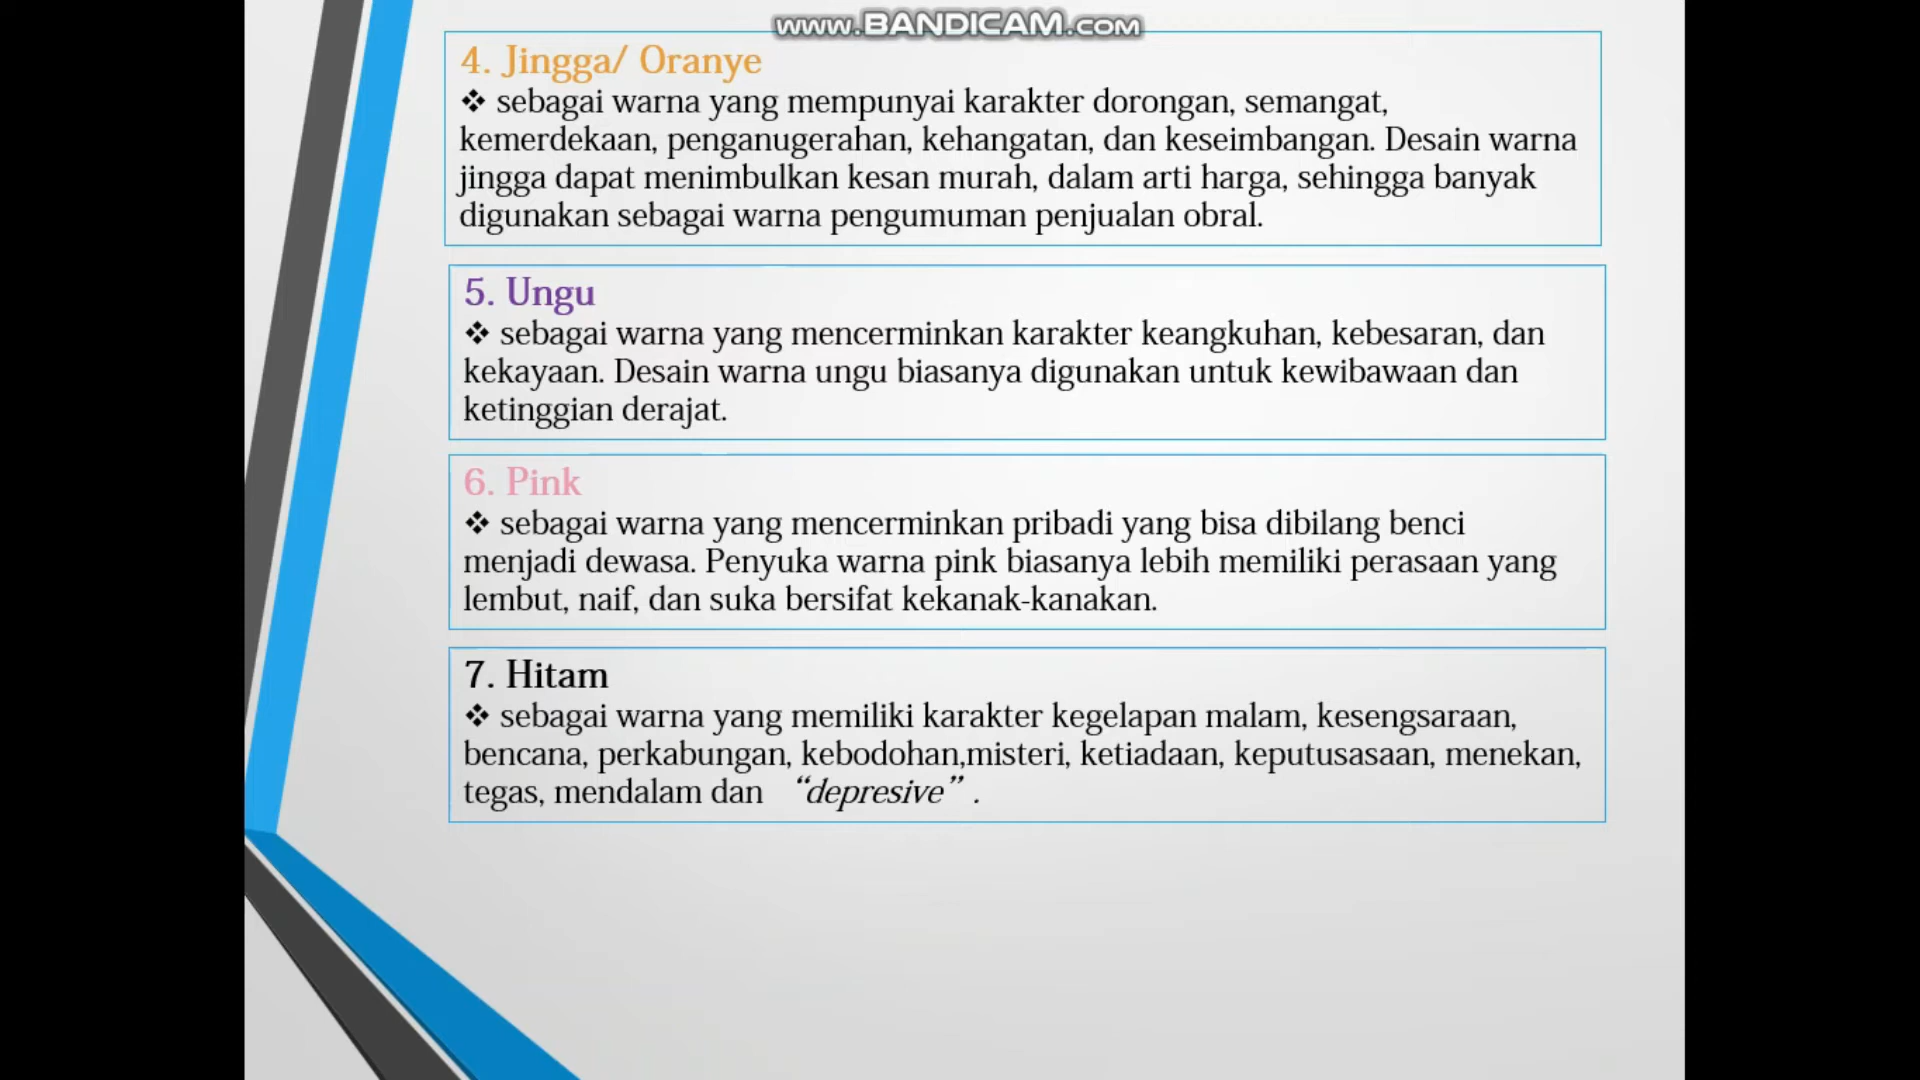 www.BANDICAM.com
4. Jingga/ Oranye
❖ sebagai warna yang mempunyai karakter dorongan, semangat,
kemerdekaan, penganugerahan, kehangatan, dan keseimbangan. Desain warna
jingga dapat menimbulkan kesan murah, dalam arti harga, sehingga banyak
digunakan sebagai warna pengumuman penjualan obral.
5. Ungu
❖ sebagai warna yang mencerminkan karakter keangkuhan, kebesaran, dan
kekayaan. Desain warna ungu biasanya digunakan untuk kewibawaan dan
ketinggian derajat.
6. Pink
❖ sebagai warna yang mencerminkan pribadi yang bisa dibilang benci
menjadi dewasa. Penyuka warna pink biasanya lebih memiliki perasaan yang
lembut, naif, dan suka bersifat kekanak-kanakan.
7. Hitam
❖ sebagai warna yang memiliki karakter kegelapan malam, kesengsaraan,
bencana, perkabungan, kebodohan,misteri, ketiadaan, keputusasaan, menekan,
tegas, mendalam dan “depresive” .